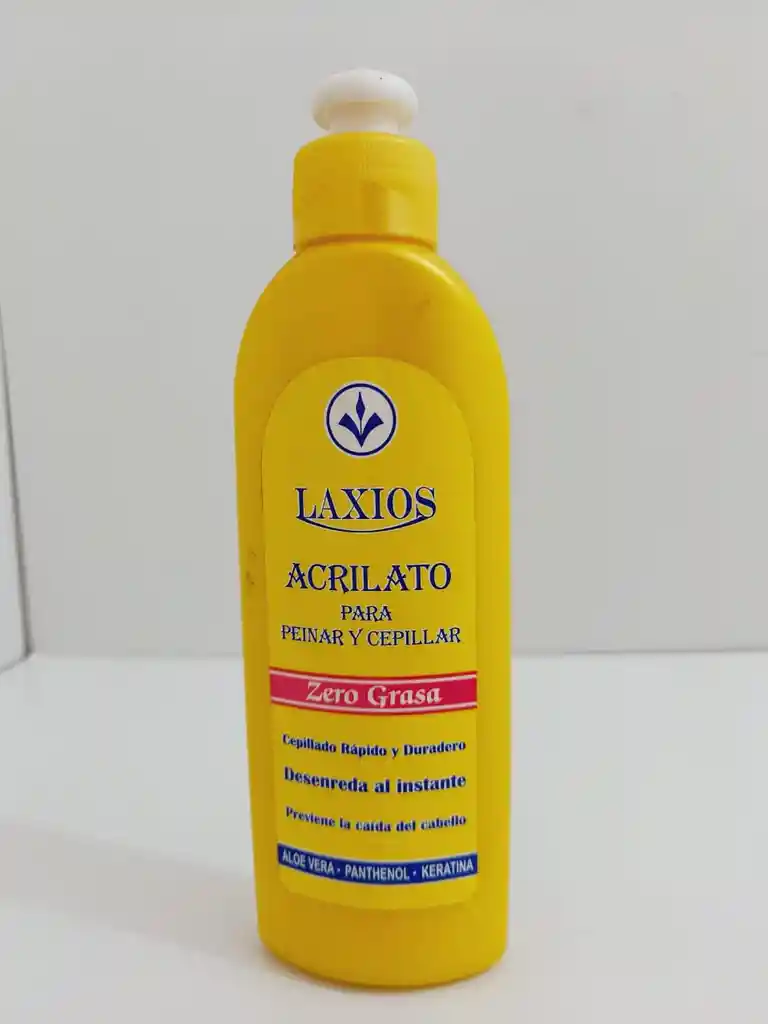 LAXIOS
ACRILATO
PARA
PEINAR Y CEPILLAR
Zero Grasa
Cepillado Rápido y Duradero
Desenreda al instante
Previene la caída del cabello
ALOE VERA · PANTHENOL · KERATINA